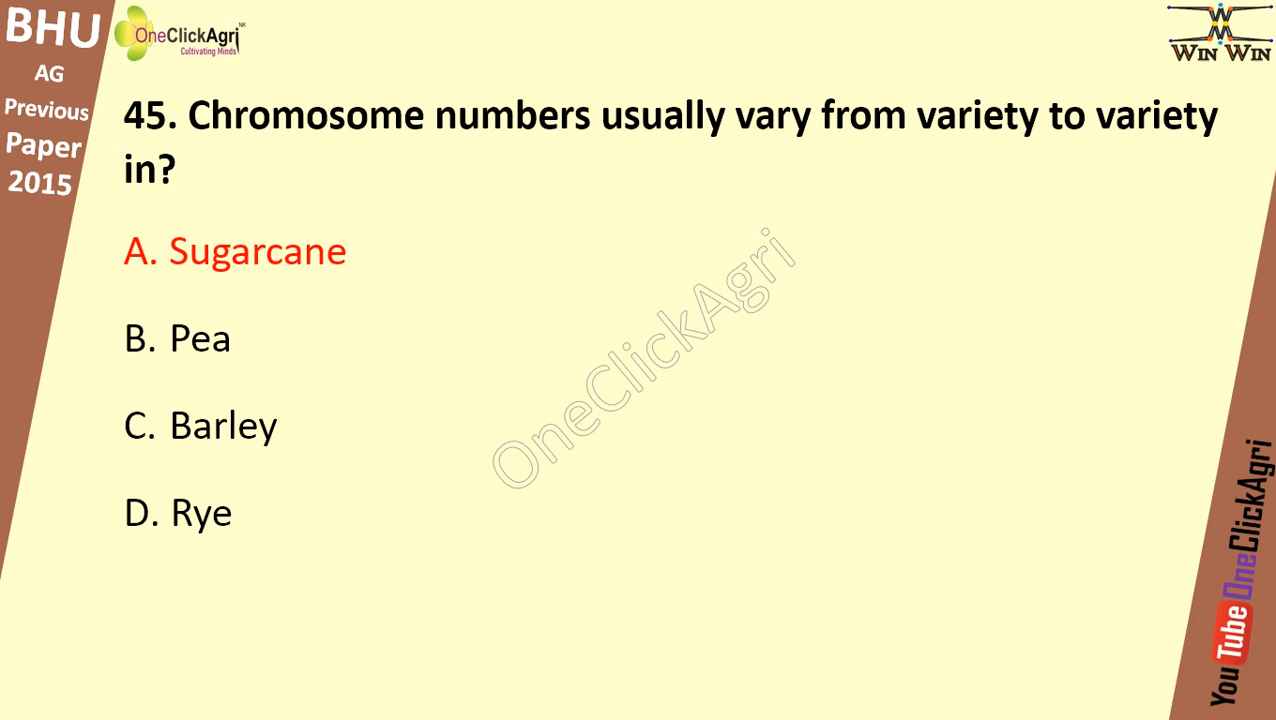 BHU
AG
Previous
Paper
2015
OneClickAgri NK
Cultivating Minds
WIN WIN
45. Chromosome numbers usually vary from variety to variety
in?
A. Sugarcane
B. Pea
C. Barley
D. Rye
OneClickAgri
YouTube OneClickAgri